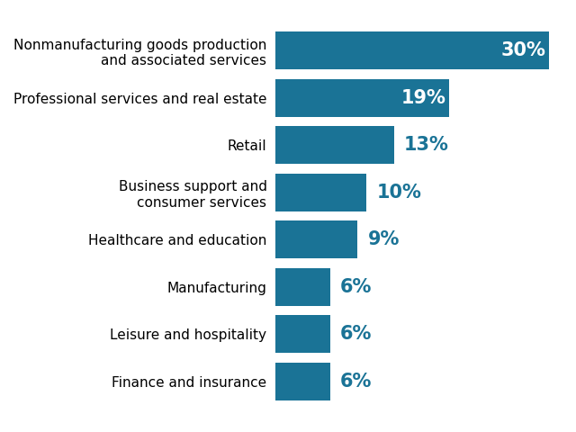 Nonmanufacturing goods production
and associated services
30%
Professional services and real estate
19%
Retail
13%
Business support and
consumer services
10%
Healthcare and education
9%
Manufacturing
6%
Leisure and hospitality
6%
Finance and insurance
6%